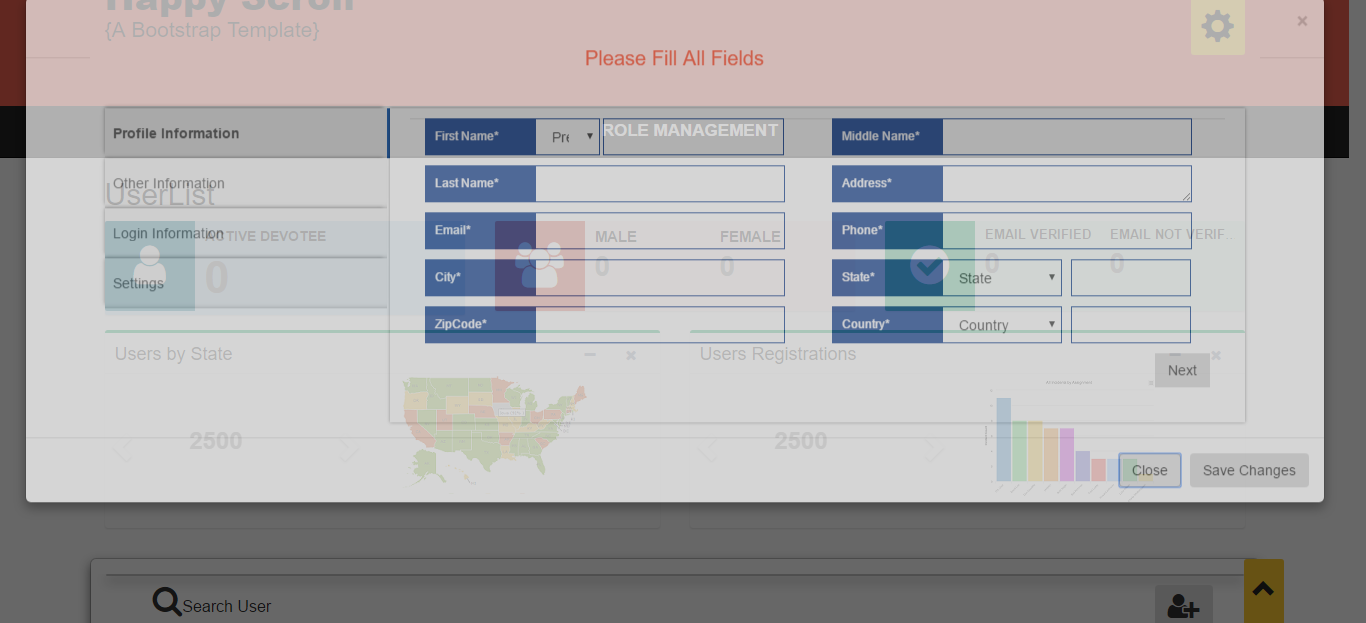 Happy Scroll
{A Bootstrap Template}
×
Please Fill All Fields
Profile Information
Other Information
Login Information
Settings
First Name*
Pre
ROLE MANAGEMENT
Middle Name*
Last Name*
Address*
Email*
Phone*
City*
State*
State
ZipCode*
Country*
Country
Next
UserList
ACTIVE DEVOTEE
0
MALE
0
FEMALE
0
EMAIL VERIFIED
0
EMAIL NOT VERIF..
0
Users by State
Users Registrations
2500
2500
Close
Save Changes
Search User